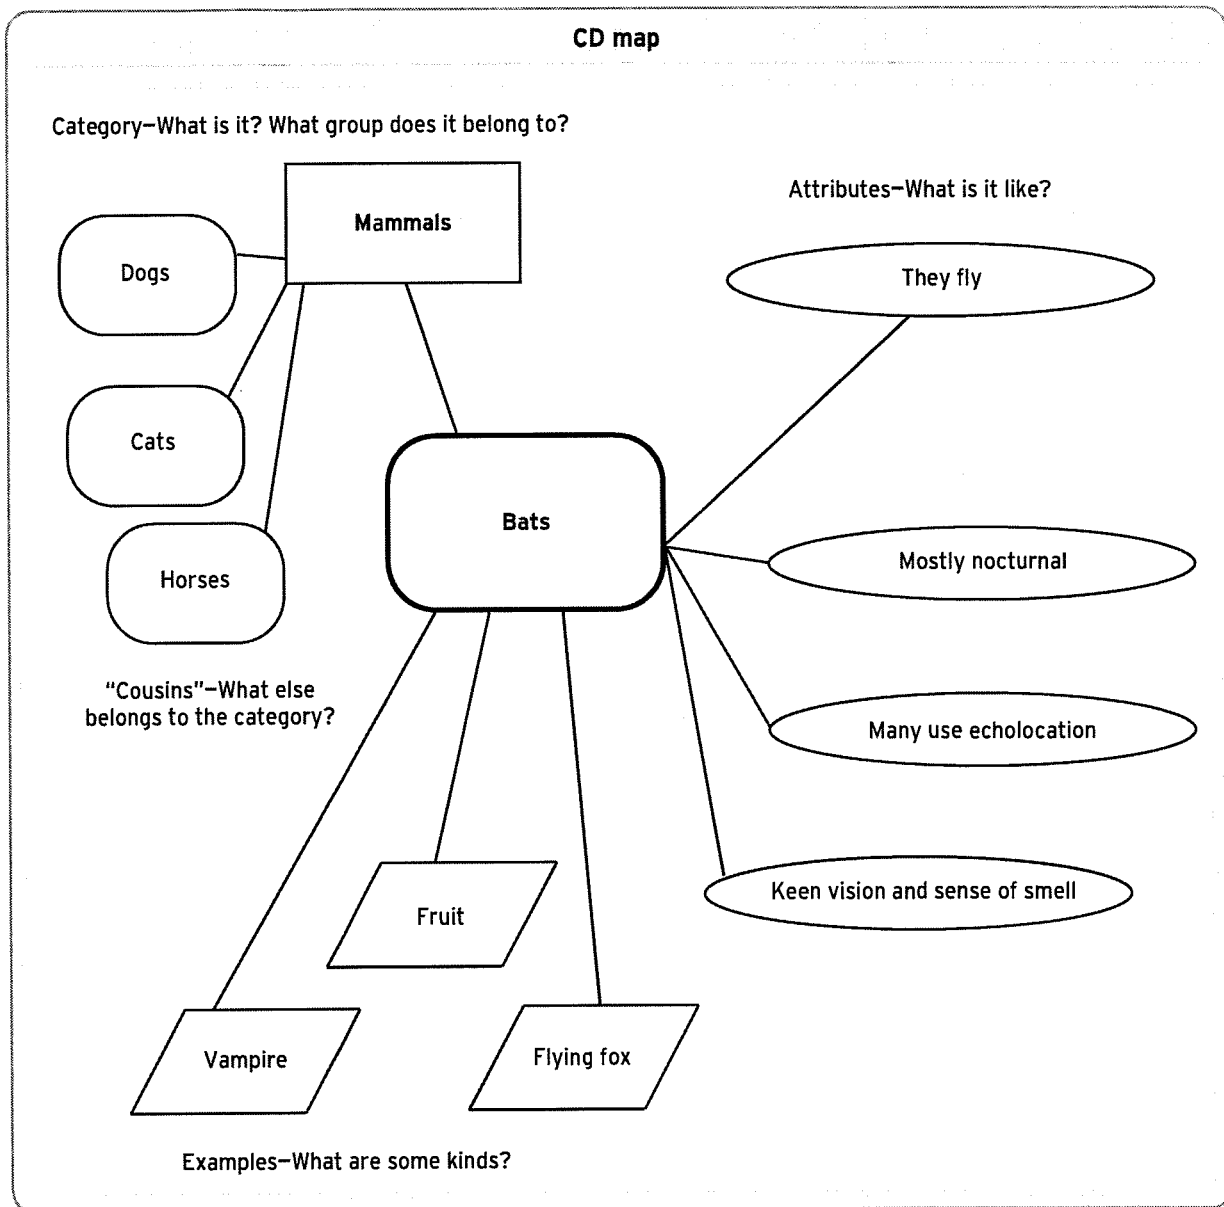 CD map
Category—What is it? What group does it belong to?
Mammals
Attributes—What is it like?
Dogs
They fly
Cats
Bats
Horses
Mostly nocturnal
"Cousins"—What else
belongs to the category?
Many use echolocation
Fruit
Keen vision and sense of smell
Vampire
Flying fox
Examples—What are some kinds?